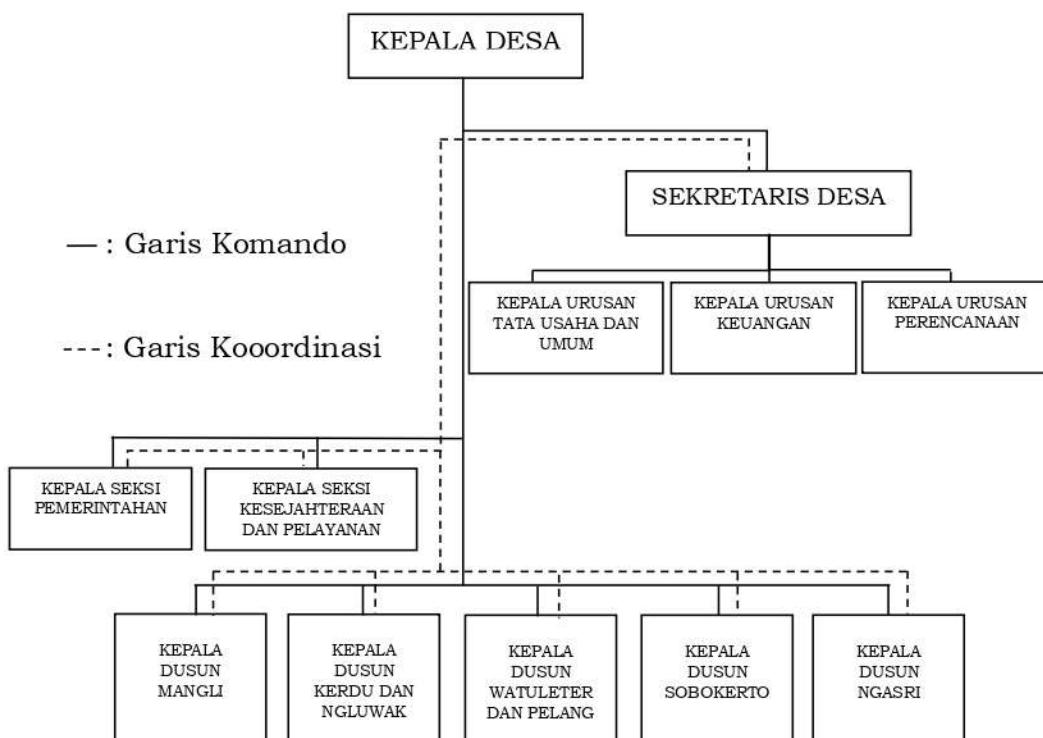 KEPALA DESA
SEKRETARIS DESA
— : Garis Komando
KEPALA URUSAN
TATA USAHA DAN
UMUM
KEPALA URUSAN
KEUANGAN
KEPALA URUSAN
PERENCANAAN
---: Garis Kooordinasi
KEPALA SEKSI
PEMERINTAHAN
KEPALA SEKSI
KESEJAHTERAAN
DAN PELAYANAN
KEPALA
DUSUN
MANGLI
KEPALA
DUSUN
KERDU DAN
NGLUWAK
KEPALA
DUSUN
WATULETER
DAN PELANG
KEPALA
DUSUN
SOBOKERTO
KEPALA
DUSUN
NGASRI